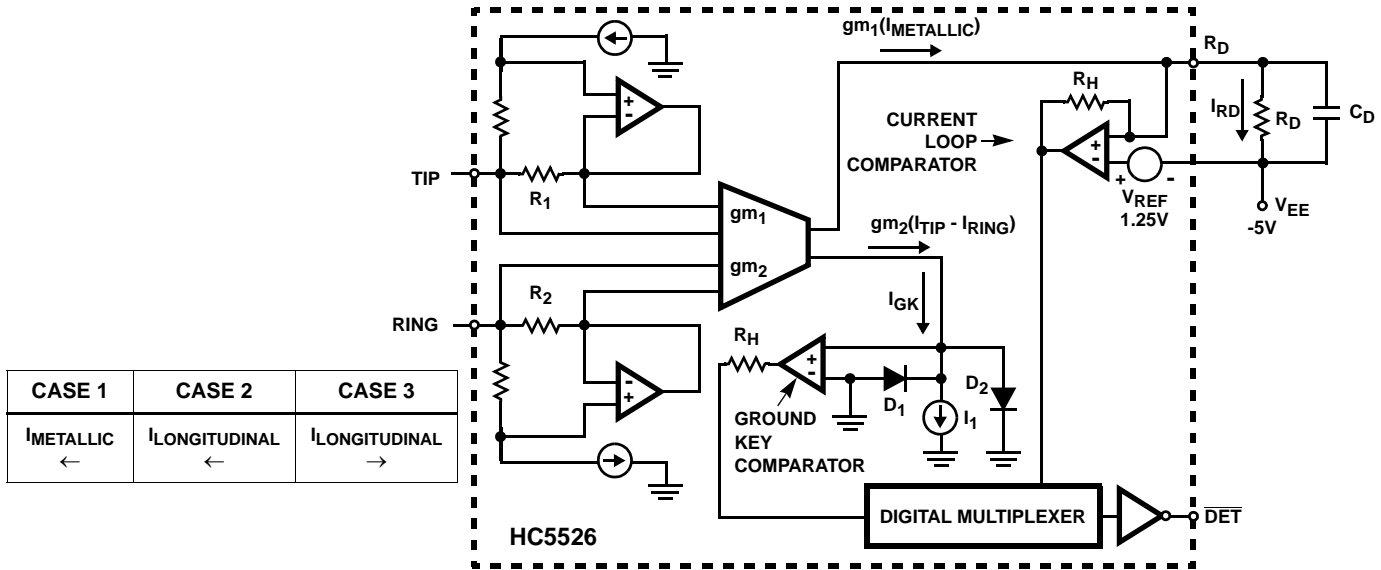 gm1(IMETALLIC)
RD
RH
IRD
RD
CD
CURRENT
LOOP
COMPARATOR
+
-
+
-
+
-
VREF
1.25V
VEE
-5V
TIP
R1
gm1
gm2(ITIP - IRING)
gm2
R2
IGK
RING
RH
+
-
D1
D2
I1
-
+
GROUND
KEY
COMPARATOR
CASE 1 CASE 2 CASE 3
IMETALLIC ILONGITUDINAL ILONGITUDINAL
← ← →
DIGITAL MULTIPLEXER
DET
HC5526